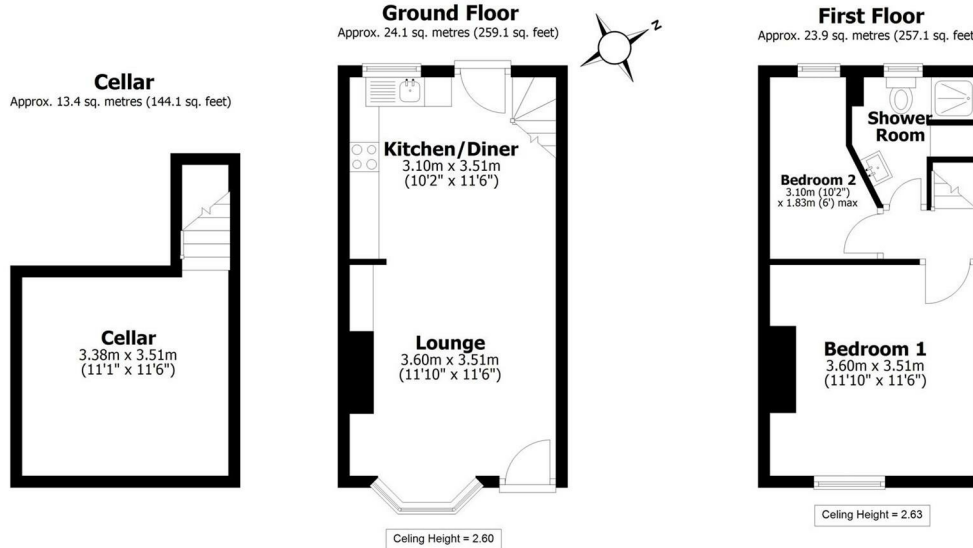 Cellar
Approx. 13.4 sq. metres (144.1 sq. feet)
Cellar
3.38m x 3.51m
(11'1" x 11'6")
Ground Floor
Approx. 24.1 sq. metres (259.1 sq. feet)
N
Kitchen/Diner
3.10m x 3.51m
(10'2" x 11'6")
Lounge
3.60m x 3.51m
(11'10" x 11'6")
Celing Height = 2.60
First Floor
Approx. 23.9 sq. metres (257.1 sq. feet
Shower
Room
Bedroom 2
3.10m (10'2")
x 1.83m (6') max
Bedroom 1
3.60m x 3.51m
(11'10" x 11'6")
Celing Height = 2.63